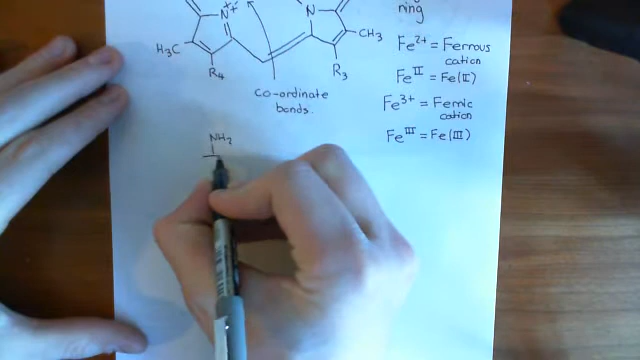 ring
N
++
N
H₃C
CH₃
R₄
R₃
Co-ordinate
bonds.
Fe²⁺ = Ferrous
cation
Feᴵᴵ = Fe(II)
Fe³⁺ = Ferric
cation
Feᴵᴵᴵ = Fe(III)
NH₂